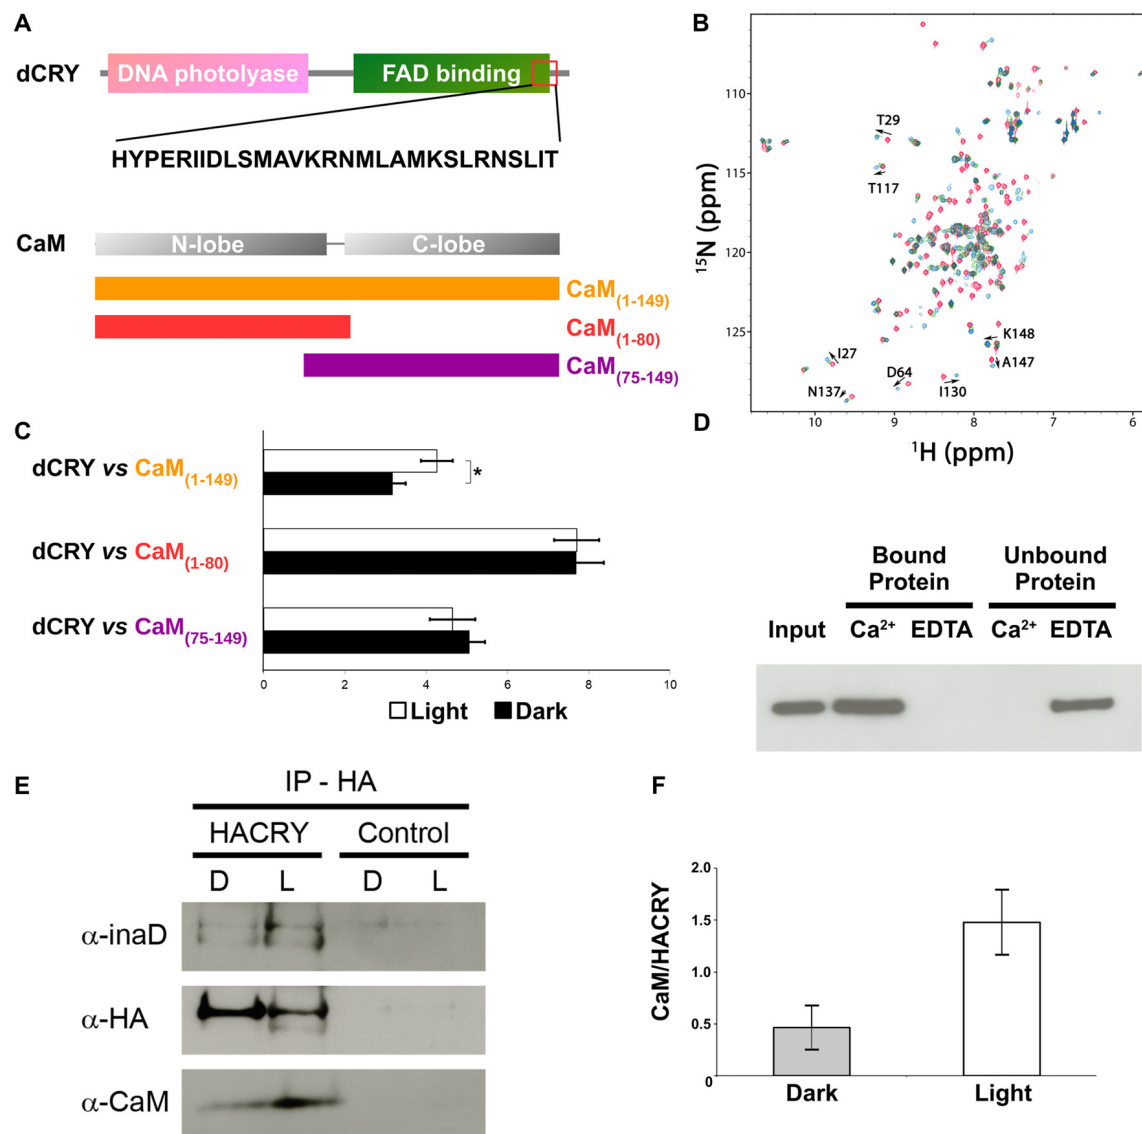 A
dCRY
DNA photolyase
FAD binding
HYPERIIDLSMAVKRNMLAMKSLRNSLIT
CaM
N-lobe
C-lobe
CaM(1-149)
CaM(1-80)
CaM(75-149)
B
110
115
120
125
15N (ppm)
T29
T117
K148
I27
A147
D64
N137
I130
10
9
8
7
6
1H (ppm)
C
dCRY vs CaM(1-149)
*
dCRY vs CaM(1-80)
dCRY vs CaM(75-149)
0 2 4 6 8 10
Light Dark
D
Bound Protein
Unbound Protein
Input Ca2+ EDTA Ca2+ EDTA
E
IP - HA
HACRY Control
D L D L
α-inaD
α-HA
α-CaM
F
CaM/HACRY
2.0
1.5
1.0
0.5
0
Dark Light